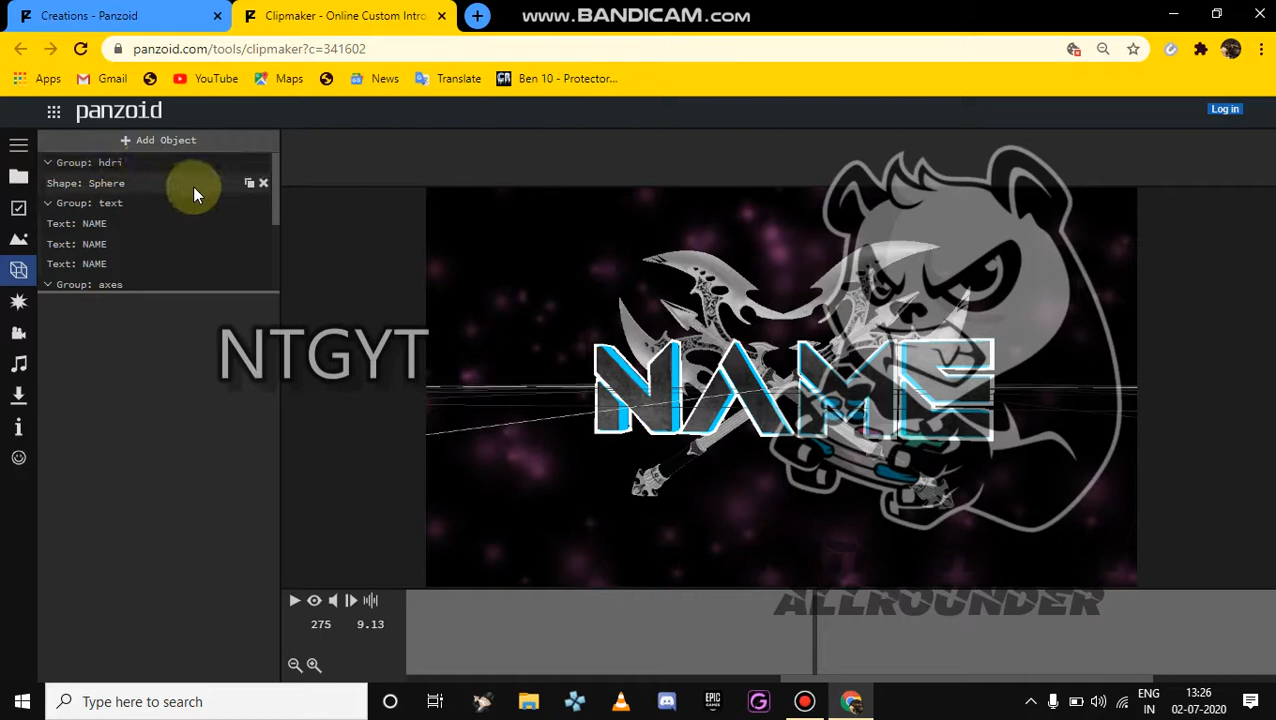 Creations - Panzoid
Clipmaker - Online Custom Intro
www.BANDICAM.com
panzoid.com/tools/clipmaker?c=341602
Apps
Gmail
YouTube
Maps
News
Translate
Ben 10 - Protector...
panzoid
Log in
+ Add Object
Group: hdri
Shape: Sphere
Group: text
Text: NAME
Text: NAME
Text: NAME
Group: axes
NTGYT
NAME
ALLROUNDER
275
9.13
EPIC
GAMES
Type here to search
ENG
IN
13:26
02-07-2020